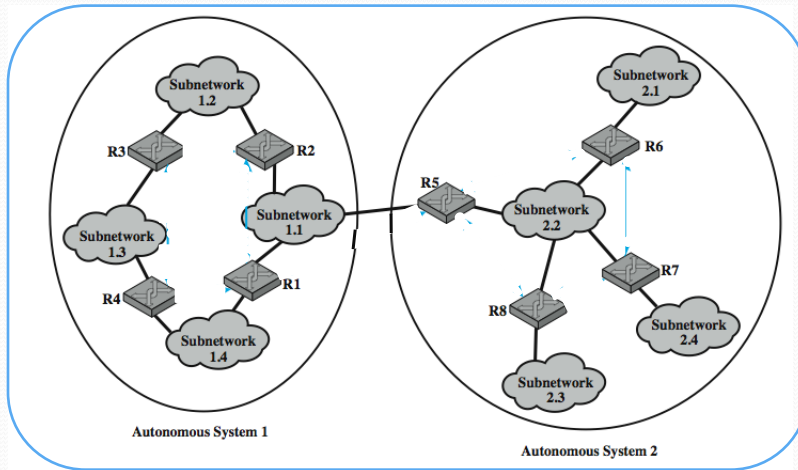 Subnetwork
1.2
R3
R2
Subnetwork
1.1
Subnetwork
1.3
R4
R1
Subnetwork
1.4
Autonomous System 1
Subnetwork
2.1
R6
R5
Subnetwork
2.2
R7
R8
Subnetwork
2.4
Subnetwork
2.3
Autonomous System 2